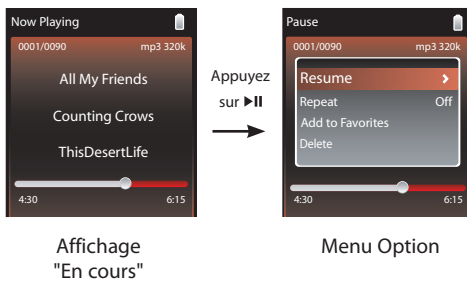 Now Playing
0001/0090 mp3 320k
All My Friends
Counting Crows
ThisDesertLife
4:30 6:15
Affichage
"En cours"
Appuyez
sur ►II
Pause
0001/0090 mp3 320k
Resume >
Repeat Off
Add to Favorites
Delete
4:30 6:15
Menu Option